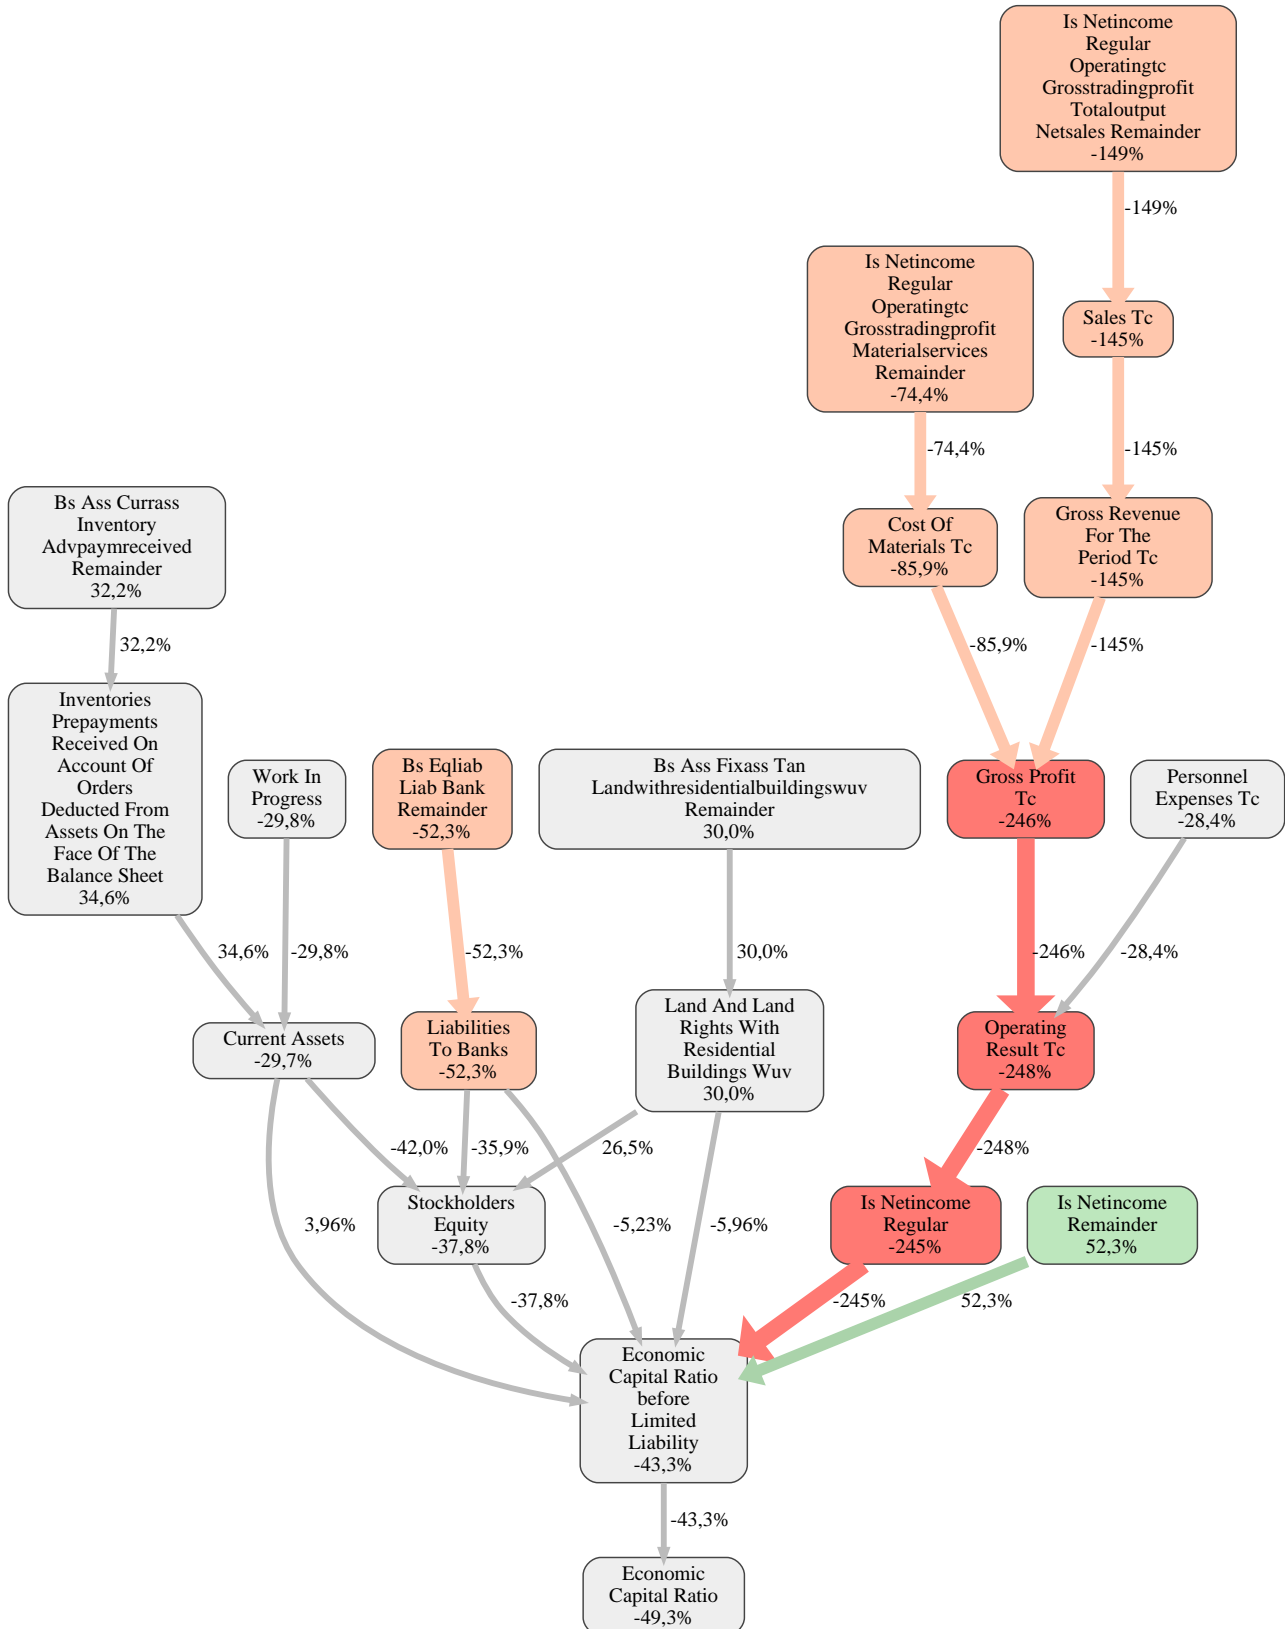 Is Netincome
Regular
Operatingtc
Grosstradingprofit
Totaloutput
Netsales Remainder
-149%
-149%
Is Netincome
Regular
Operatingtc
Grosstradingprofit
Materialservices
Remainder
-74,4%
Sales Tc
-145%
-74,4%
-145%
Bs Ass Currass
Inventory
Advpaymreceived
Remainder
32,2%
Cost Of
Materials Tc
-85,9%
Gross Revenue
For The
Period Tc
-145%
32,2%
-85,9%
-145%
Inventories
Prepayments
Received On
Account Of
Orders
Deducted From
Assets On The
Face Of The
Balance Sheet
34,6%
Work In
Progress
-29,8%
Bs Eqliab
Liab Bank
Remainder
-52,3%
Bs Ass Fixass Tan
Landwithresidentialbuildingswuv
Remainder
30,0%
Gross Profit
Tc
-246%
Personnel
Expenses Tc
-28,4%
34,6%
-29,8%
-52,3%
30,0%
-246%
-28,4%
Current Assets
-29,7%
Liabilities
To Banks
-52,3%
Land And Land
Rights With
Residential
Buildings Wuv
30,0%
Operating
Result Tc
-248%
-42,0%
-35,9%
26,5%
-248%
Stockholders
Equity
-37,8%
Is Netincome
Regular
-245%
Is Netincome
Remainder
52,3%
3,96%
-5,23%
-5,96%
-37,8%
-245%
52,3%
Economic
Capital Ratio
before
Limited
Liability
-43,3%
-43,3%
Economic
Capital Ratio
-49,3%